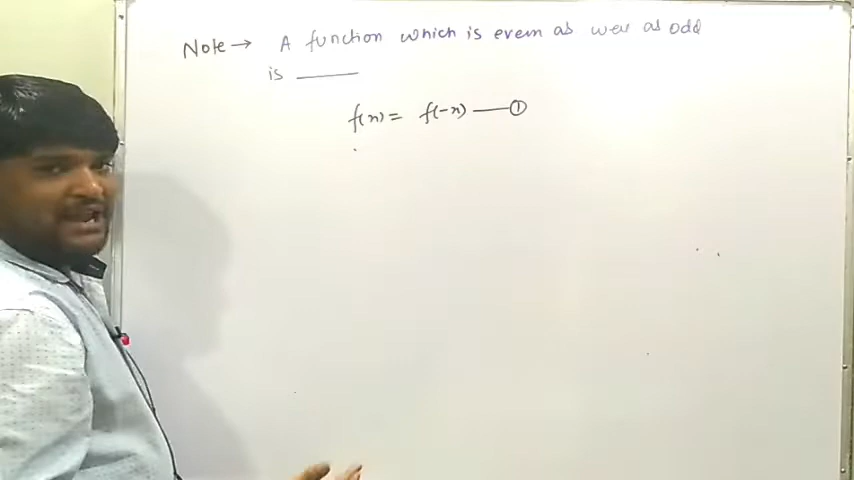 Note → A function which is even as well as odd
is ______
f(x) = f(-x) —— ①